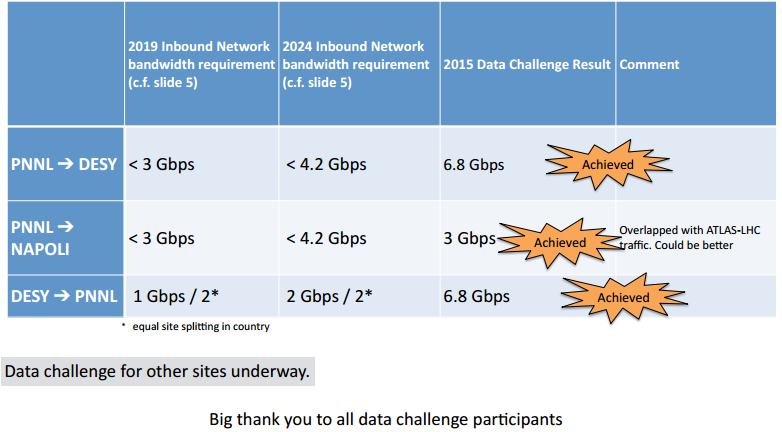 2019 Inbound Network
bandwidth requirement
(c.f. slide 5)
2024 Inbound Network
bandwidth requirement
(c.f. slide 5)
2015 Data Challenge Result
Comment
PNNL ➔ DESY
< 3 Gbps
< 4.2 Gbps
6.8 Gbps
Achieved
PNNL ➔
NAPOLI
< 3 Gbps
< 4.2 Gbps
3 Gbps
Achieved
Overlapped with ATLAS-LHC
traffic. Could be better
DESY ➔ PNNL
1 Gbps / 2*
2 Gbps / 2*
6.8 Gbps
Achieved
* equal site splitting in country
Data challenge for other sites underway.
Big thank you to all data challenge participants